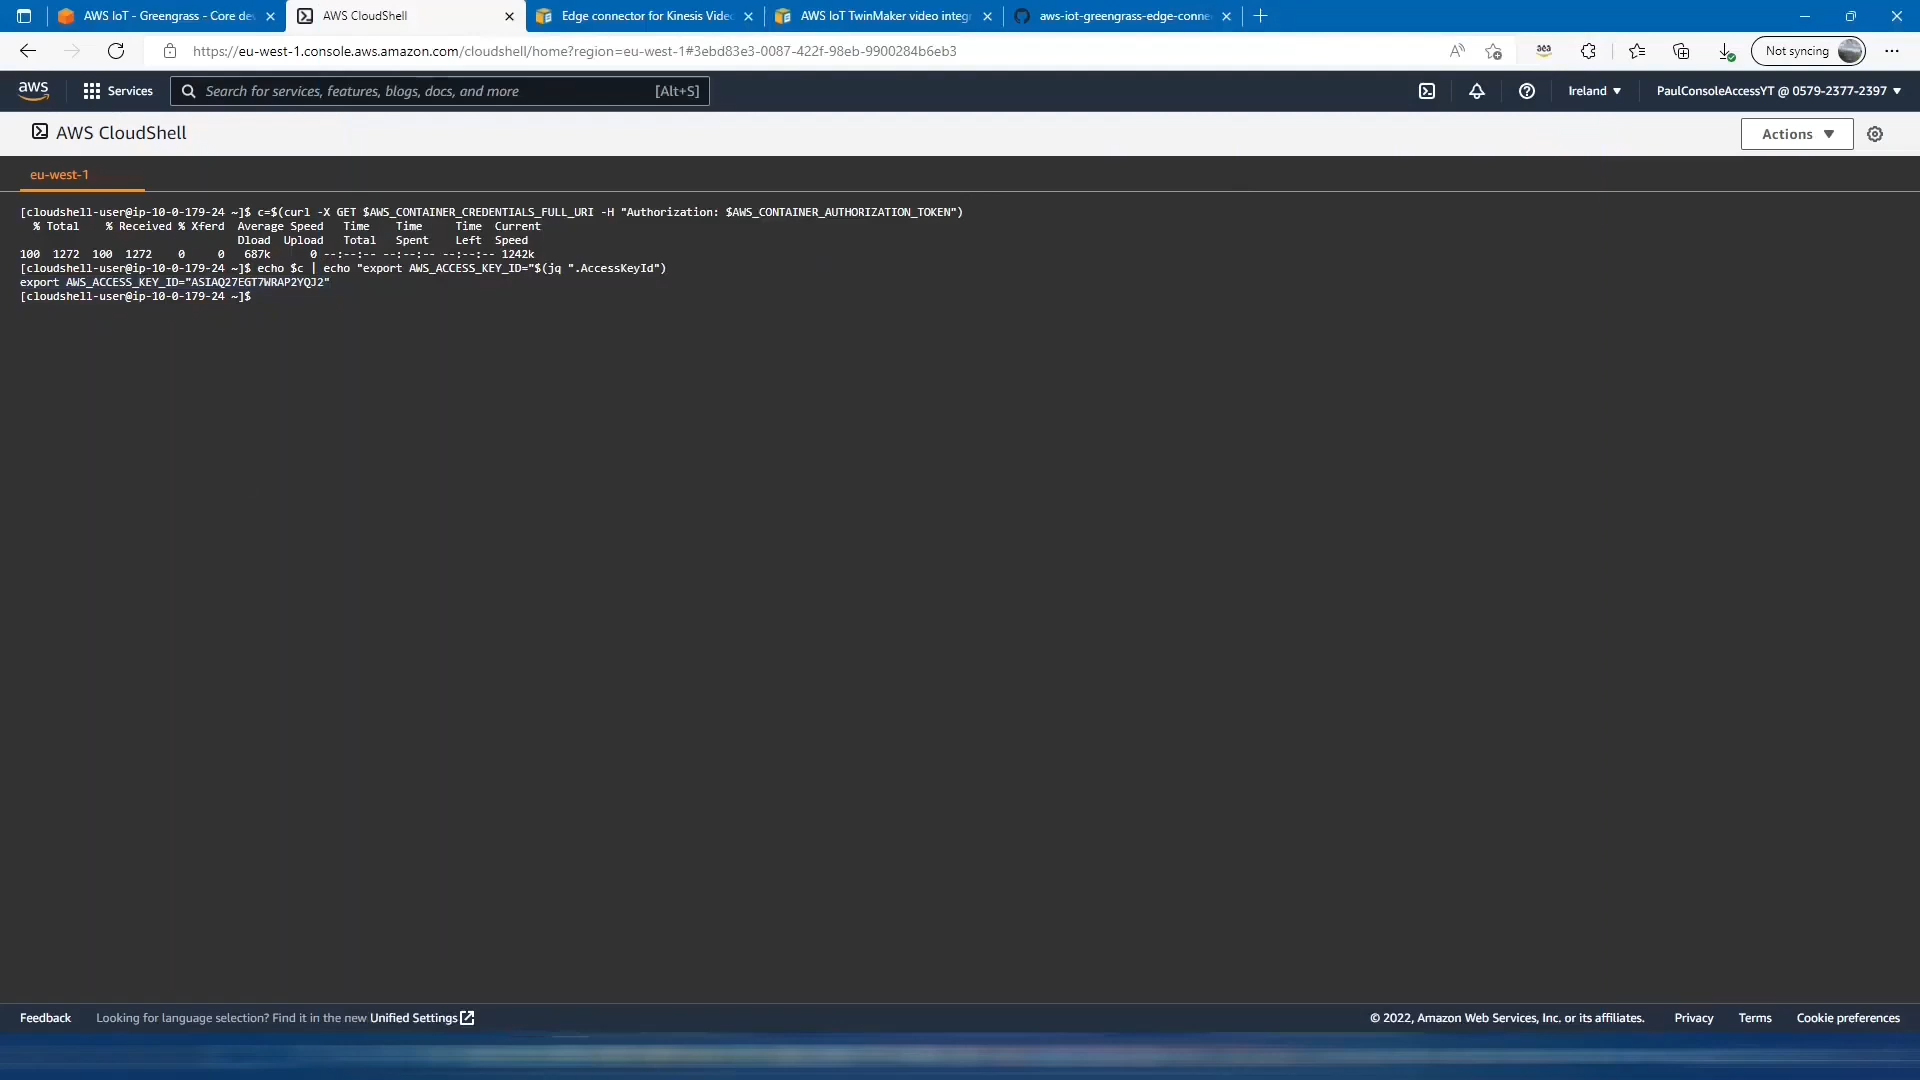 AWS IoT - Greengrass - Core de
AWS CloudShell
Edge connector for Kinesis Vide
AWS IoT TwinMaker video integ
aws-iot-greengrass-edge-conne
https://eu-west-1.console.aws.amazon.com/cloudshell/home?region=eu-west-1#3ebd83e3-0087-422f-98eb-9900284b6eb3
Not syncing
aws
Services
Search for services, features, blogs, docs, and more
[Alt+S]
Ireland
PaulConsoleAccessYT @ 0579-2377-2397
AWS CloudShell
Actions
eu-west-1
[cloudshell-user@ip-10-0-179-24 ~]$ c=$(curl -X GET $AWS_CONTAINER_CREDENTIALS_FULL_URI -H "Authorization: $AWS_CONTAINER_AUTHORIZATION_TOKEN")
% Total % Received % Xferd Average Speed Time Time Time Current
Dload Upload Total Spent Left Speed
100 1272 100 1272 0 0 687k 0 --:--:-- --:--:-- --:--:-- 1242k
[cloudshell-user@ip-10-0-179-24 ~]$ echo $c | echo "export AWS_ACCESS_KEY_ID="$(jq ".AccessKeyId")
export AWS_ACCESS_KEY_ID="ASIAQ27EGT7WRAP2YQJ2"
[cloudshell-user@ip-10-0-179-24 ~]$
Feedback
Looking for language selection? Find it in the new Unified Settings
© 2022, Amazon Web Services, Inc. or its affiliates.
Privacy
Terms
Cookie preferences